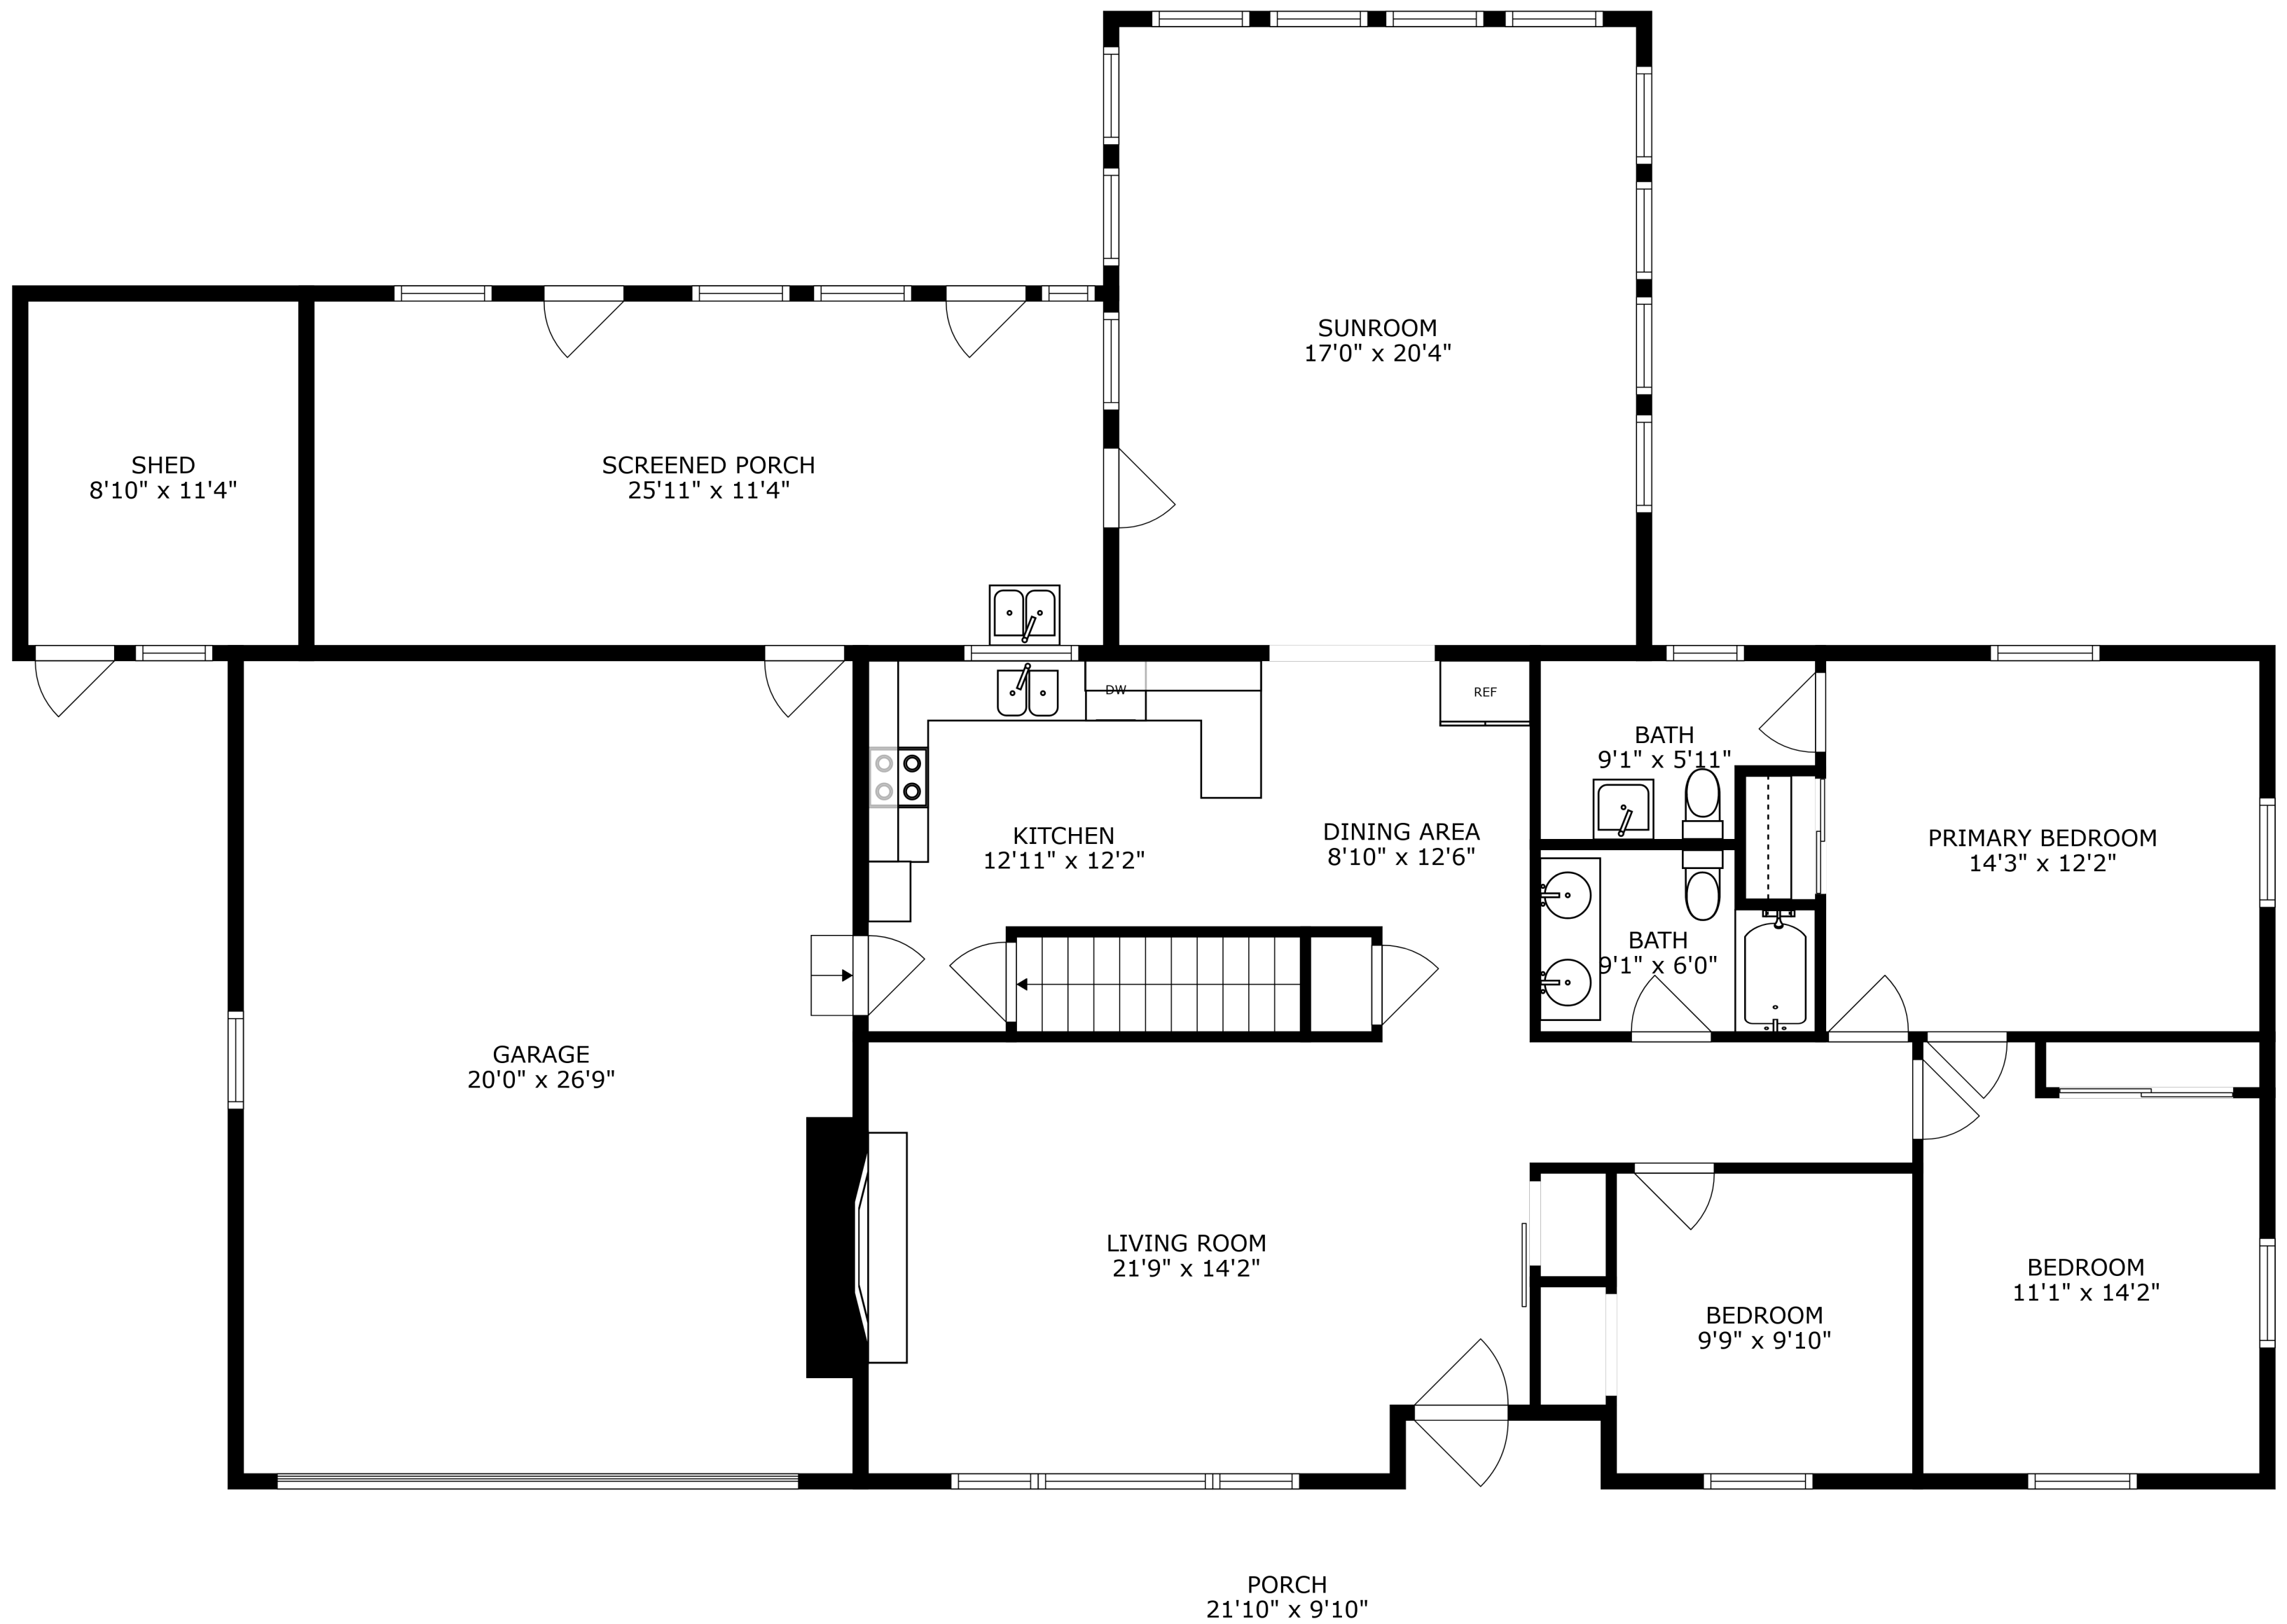 SUNROOM
17'0" x 20'4"
SHED
8'10" x 11'4"
SCREENED PORCH
25'11" x 11'4"
DW
REF
BATH
9'1" x 5'11"
KITCHEN
12'11" x 12'2"
DINING AREA
8'10" x 12'6"
PRIMARY BEDROOM
14'3" x 12'2"
BATH
9'1" x 6'0"
GARAGE
20'0" x 26'9"
LIVING ROOM
21'9" x 14'2"
BEDROOM
11'1" x 14'2"
BEDROOM
9'9" x 9'10"
PORCH
21'10" x 9'10"